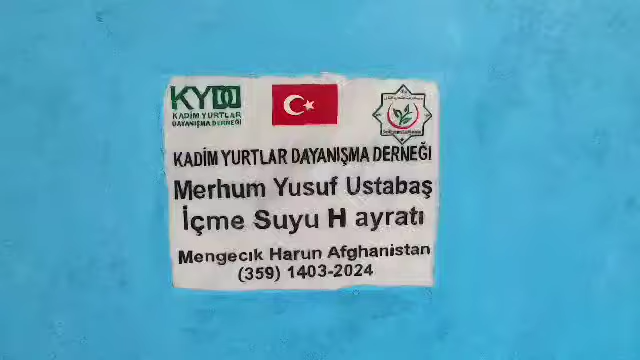 KYDD
KADİM YURTLAR
DAYANIŞMA DERNEĞİ
KADİM YURTLAR DAYANIŞMA DERNEĞİ
Merhum Yusuf Ustabaş
İçme Suyu H ayratı
Mengecık Harun Afghanistan
(359) 1403-2024